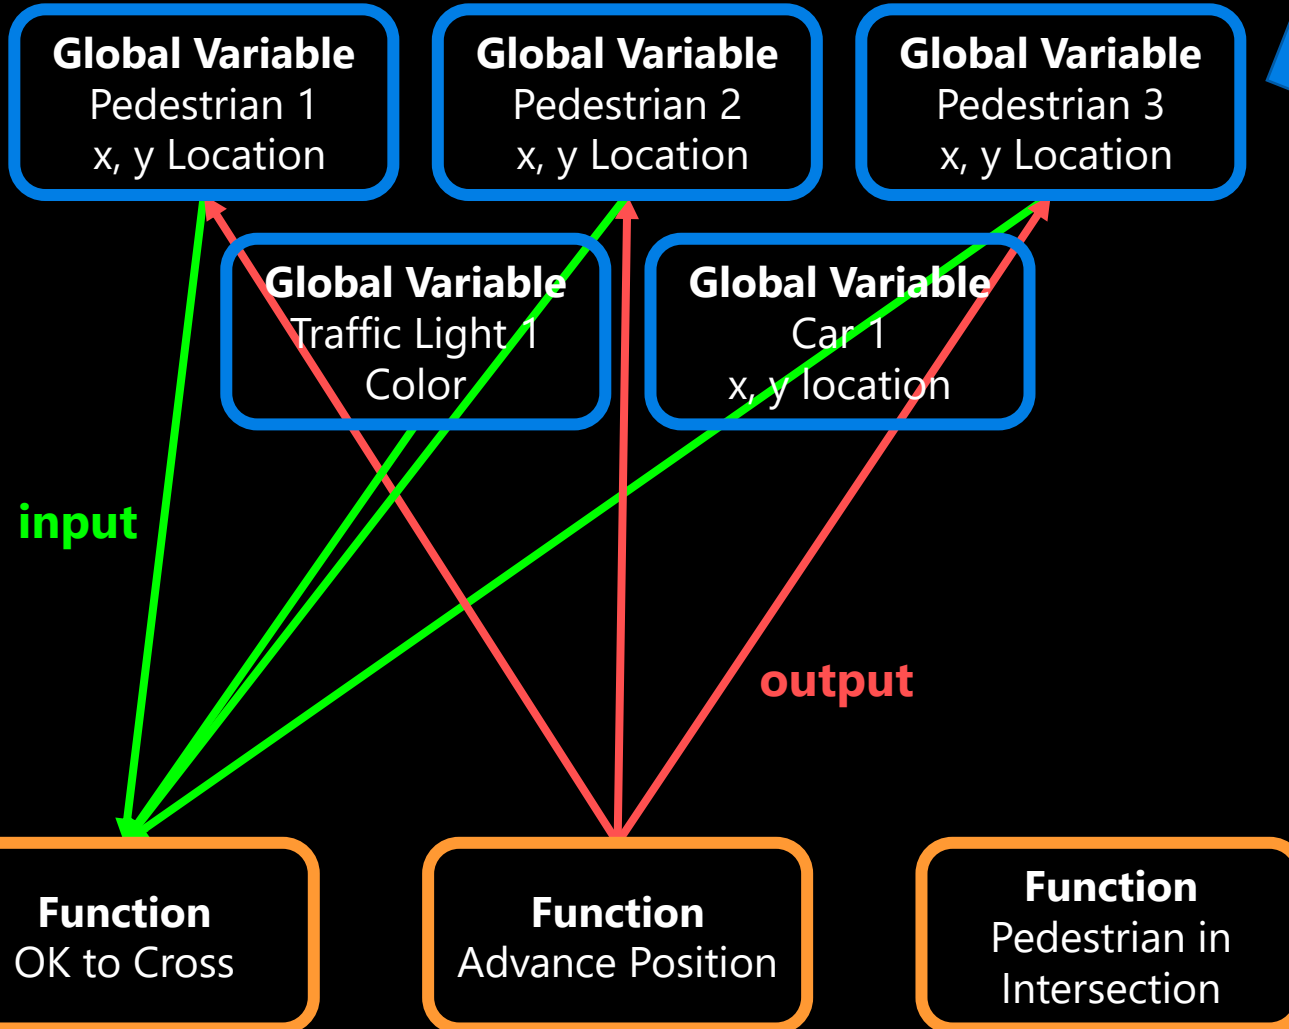 Global Variable
Pedestrian 1
x, y Location
Global Variable
Pedestrian 2
x, y Location
Global Variable
Pedestrian 3
x, y Location
Global Variable
Traffic Light 1
Color
Global Variable
Car 1
x, y location
input
output
Function
OK to Cross
Function
Advance Position
Function
Pedestrian in
Intersection